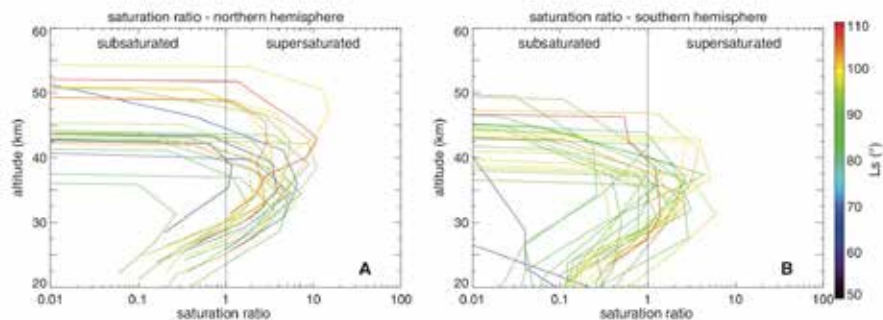 saturation ratio - northern hemisphere
subsaturated
supersaturated
altitude (km)
60
50
40
30
20
0.01
0.1
1
10
100
saturation ratio
A
saturation ratio - southern hemisphere
subsaturated
supersaturated
altitude (km)
60
50
40
30
20
0.01
0.1
1
10
100
saturation ratio
B
110
100
90
80
70
60
50
Ls (°)